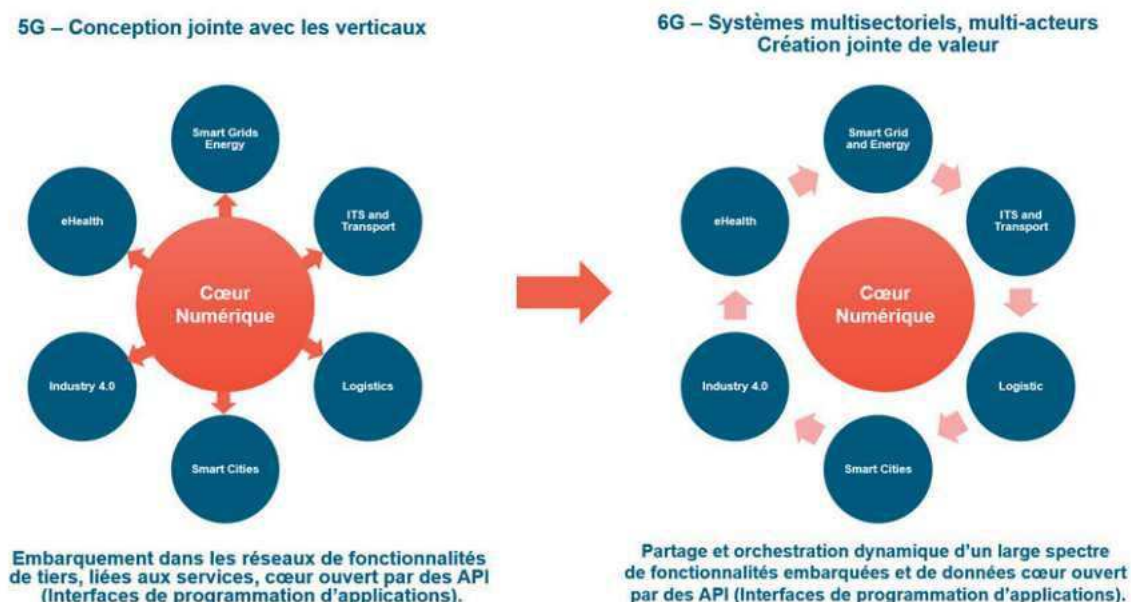 5G – Conception jointe avec les verticaux
Smart Grids
Energy
eHealth
ITS and
Transport
Cœur
Numérique
Industry 4.0
Logistics
Smart Cities
Embarquement dans les réseaux de fonctionnalités
de tiers, liées aux services, cœur ouvert par des API
(Interfaces de programmation d'applications).
6G – Systèmes multisectoriels, multi-acteurs
Création jointe de valeur
Smart Grid
and Energy
eHealth
ITS and
Transport
Cœur
Numérique
Industry 4.0
Logistic
Smart Cities
Partage et orchestration dynamique d'un large spectre
de fonctionnalités embarquées et de données cœur ouvert
par des API (Interfaces de programmation d'applications).